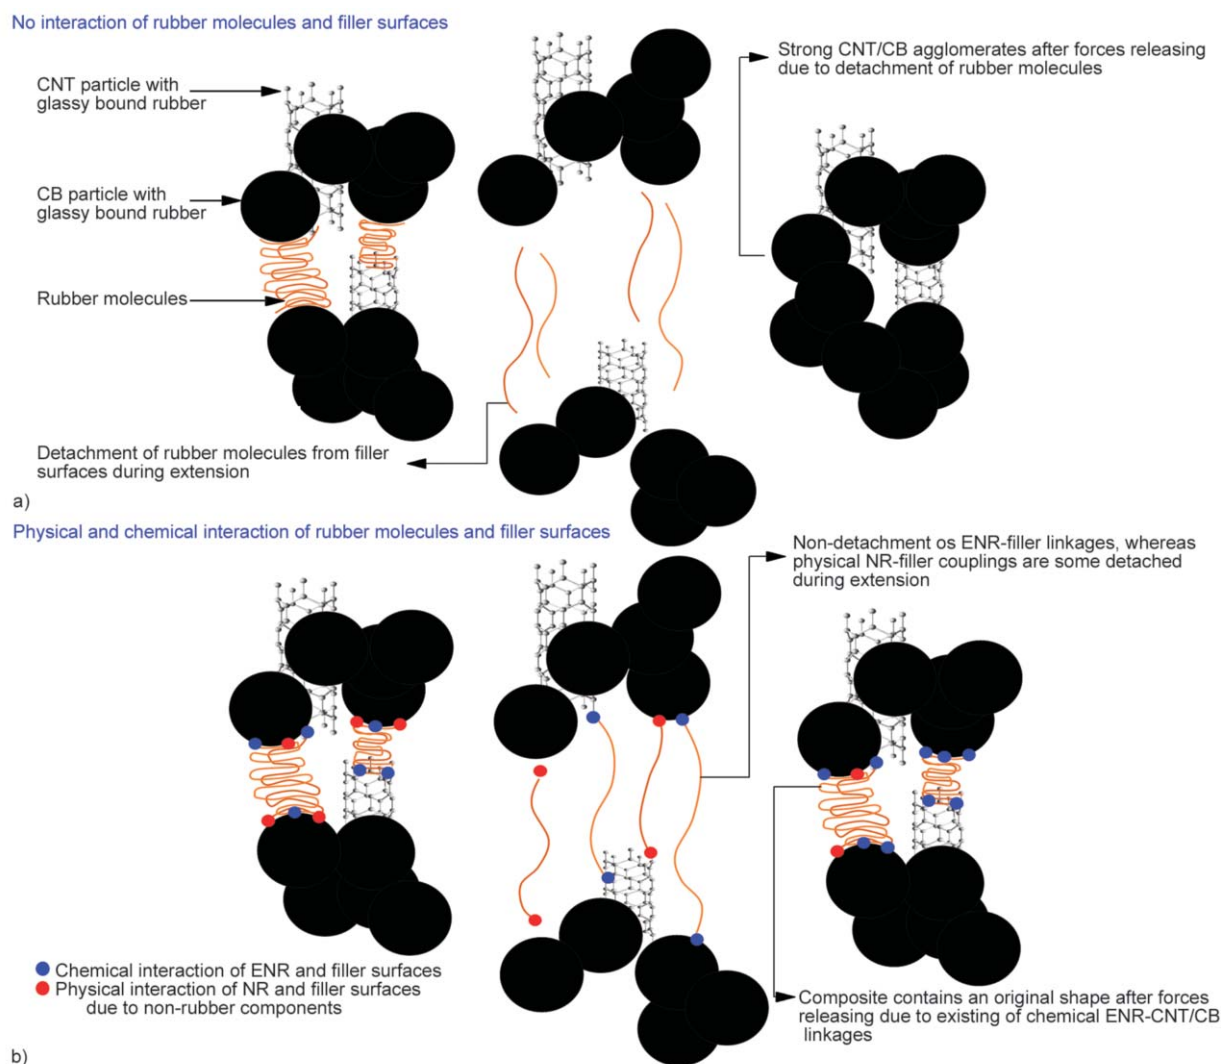 No interaction of rubber molecules and filler surfaces
CNT particle with
glassy bound rubber
CB particle with
glassy bound rubber
Rubber molecules
Strong CNT/CB agglomerates after forces releasing
due to detachment of rubber molecules
Detachment of rubber molecules from filler
surfaces during extension
a)
Physical and chemical interaction of rubber molecules and filler surfaces
Non-detachment os ENR-filler linkages, whereas
physical NR-filler couplings are some detached
during extension
Chemical interaction of ENR and filler surfaces
Physical interaction of NR and filler surfaces
due to non-rubber components
Composite contains an original shape after forces
releasing due to existing of chemical ENR-CNT/CB
linkages
b)